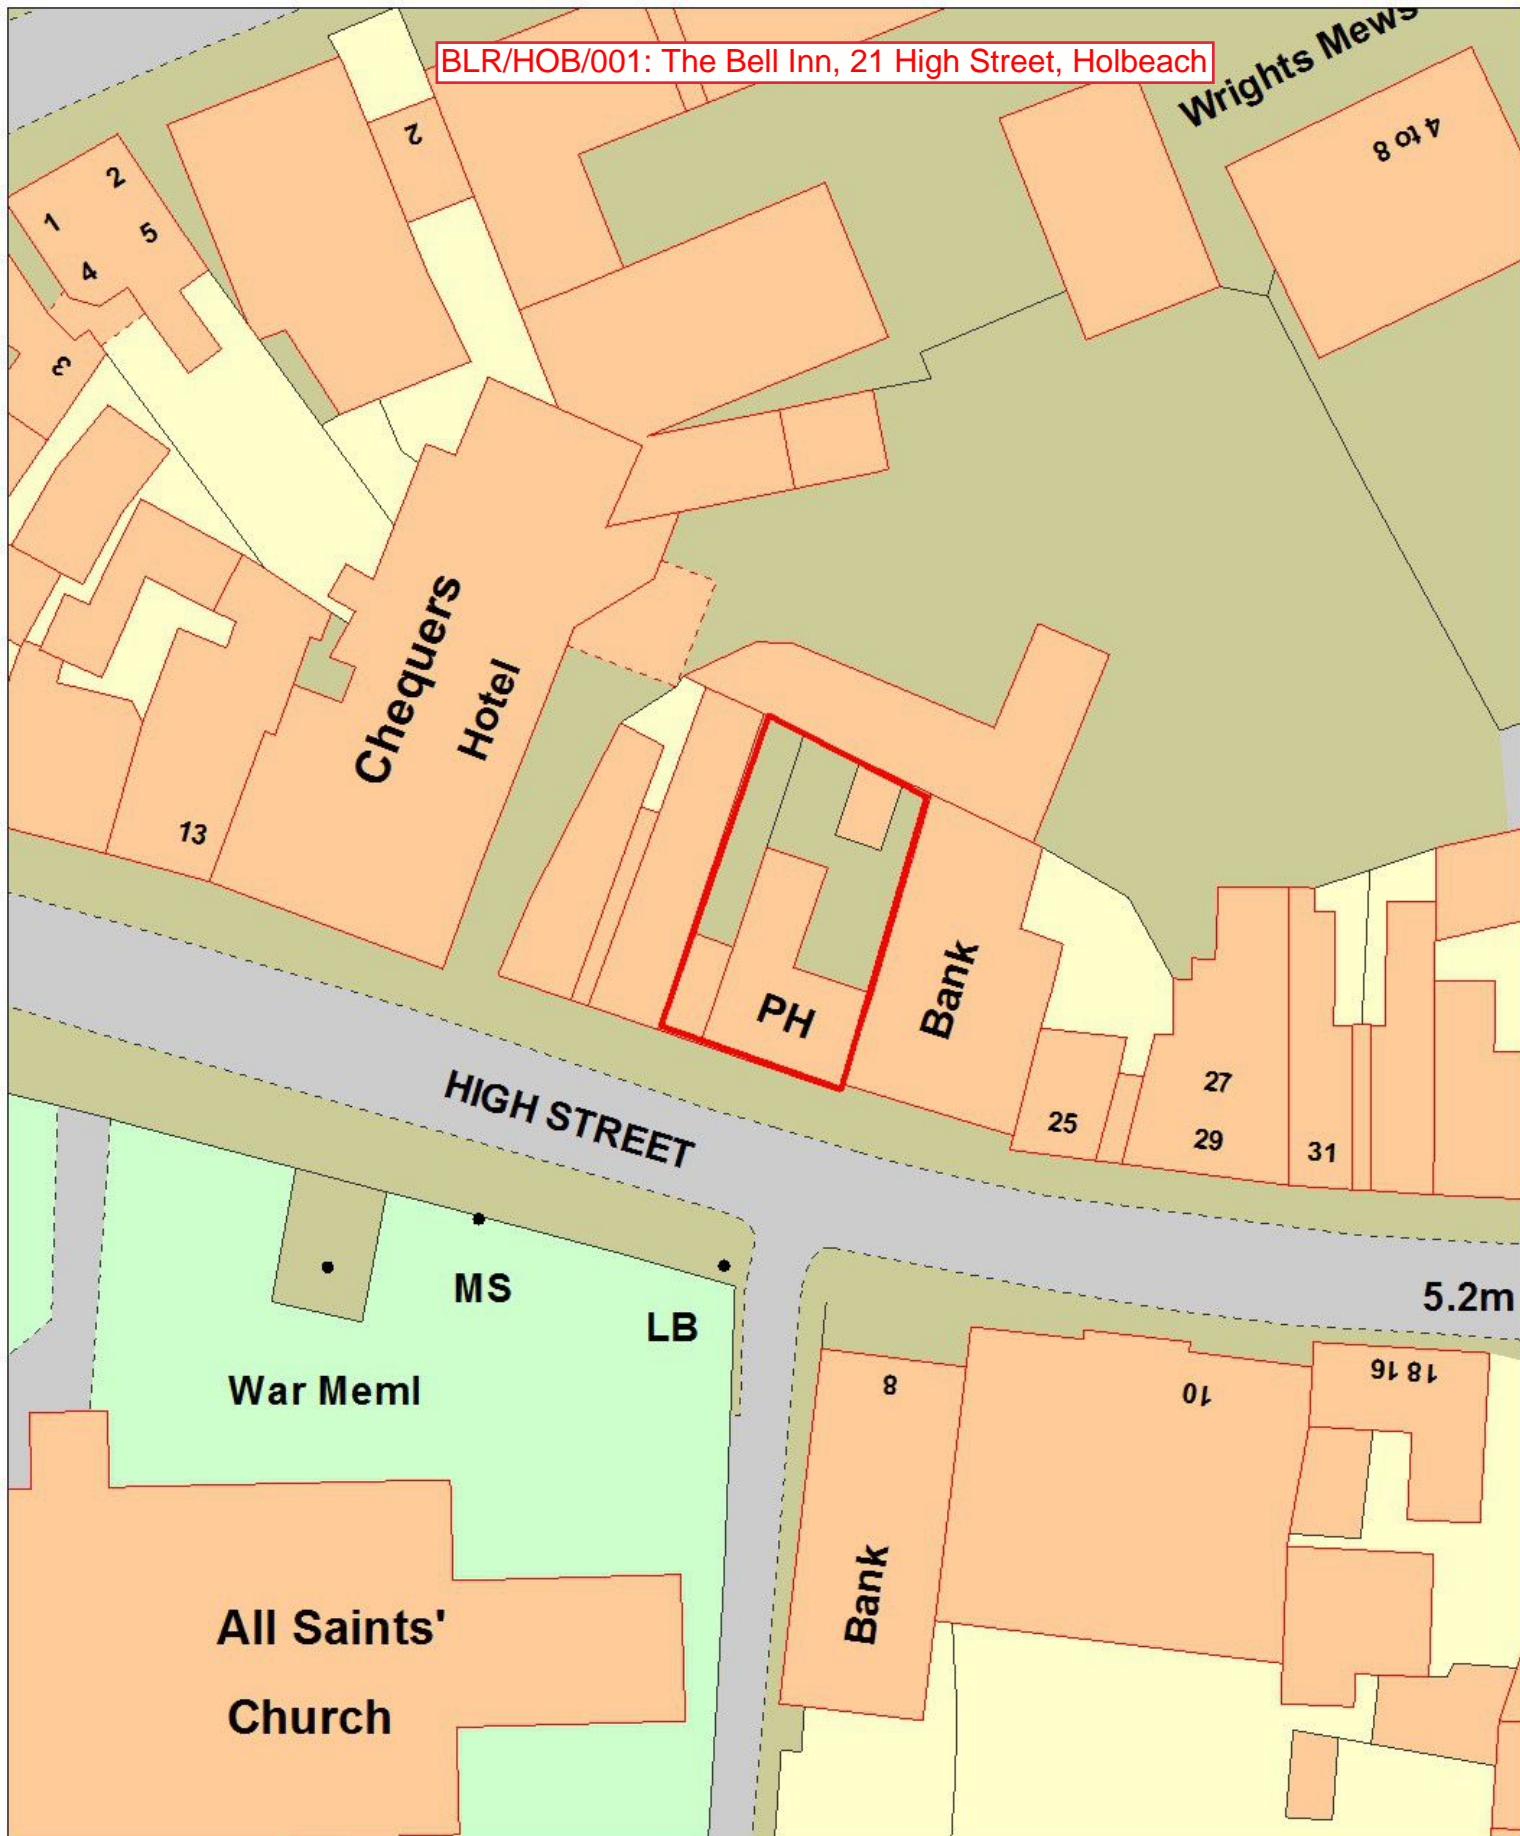 BLR/HOB/001: The Bell Inn, 21 High Street, Holbeach
Wrights Mews
4 to 8
2
2
1
5
4
3
Chequers
Hotel
13
PH
Bank
HIGH STREET
25
27
29
31
MS
LB
5.2m
War Meml
8
10
18 16
Bank
All Saints'
Church